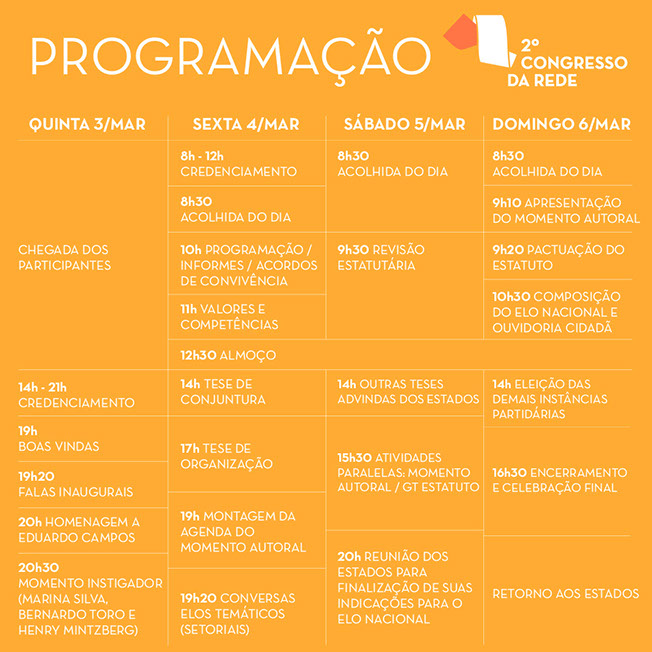 PROGRAMAÇÃO
2º
CONGRESSO
DA REDE
QUINTA 3/MAR
CHEGADA DOS
PARTICIPANTES
14h - 21h
CREDENCIAMENTO
19h
BOAS VINDAS
19h20
FALAS INAUGURAIS
20h HOMENAGEM A
EDUARDO CAMPOS
20h30
MOMENTO INSTIGADOR
(MARINA SILVA,
BERNARDO TORO E
HENRY MINTZBERG)
SEXTA 4/MAR
8h - 12h
CREDENCIAMENTO
8h30
ACOLHIDA DO DIA
10h PROGRAMAÇÃO /
INFORMES / ACORDOS
DE CONVIVÊNCIA
11h VALORES E
COMPETÊNCIAS
12h30 ALMOÇO
14h TESE DE
CONJUNTURA
17h TESE DE
ORGANIZAÇÃO
19h MONTAGEM DA
AGENDA DO
MOMENTO AUTORAL
19h20 CONVERSAS
ELOS TEMÁTICOS
(SETORIAIS)
SÁBADO 5/MAR
8h30
ACOLHIDA DO DIA
9h30 REVISÃO
ESTATUTÁRIA
14h OUTRAS TESES
ADVINDAS DOS ESTADOS
15h30 ATIVIDADES
PARALELAS: MOMENTO
AUTORAL / GT ESTATUTO
20h REUNIÃO DOS
ESTADOS PARA
FINALIZAÇÃO DE SUAS
INDICAÇÕES PARA O
ELO NACIONAL
DOMINGO 6/MAR
8h30
ACOLHIDA DO DIA
9h10 APRESENTAÇÃO
DO MOMENTO AUTORAL
9h20 PACTUAÇÃO DO
ESTATUTO
10h30 COMPOSIÇÃO
DO ELO NACIONAL E
OUVIDORIA CIDADÃ
14h ELEIÇÃO DAS
DEMAIS INSTÂNCIAS
PARTIDÁRIAS
16h30 ENCERRAMENTO
E CELEBRAÇÃO FINAL
RETORNO AOS ESTADOS